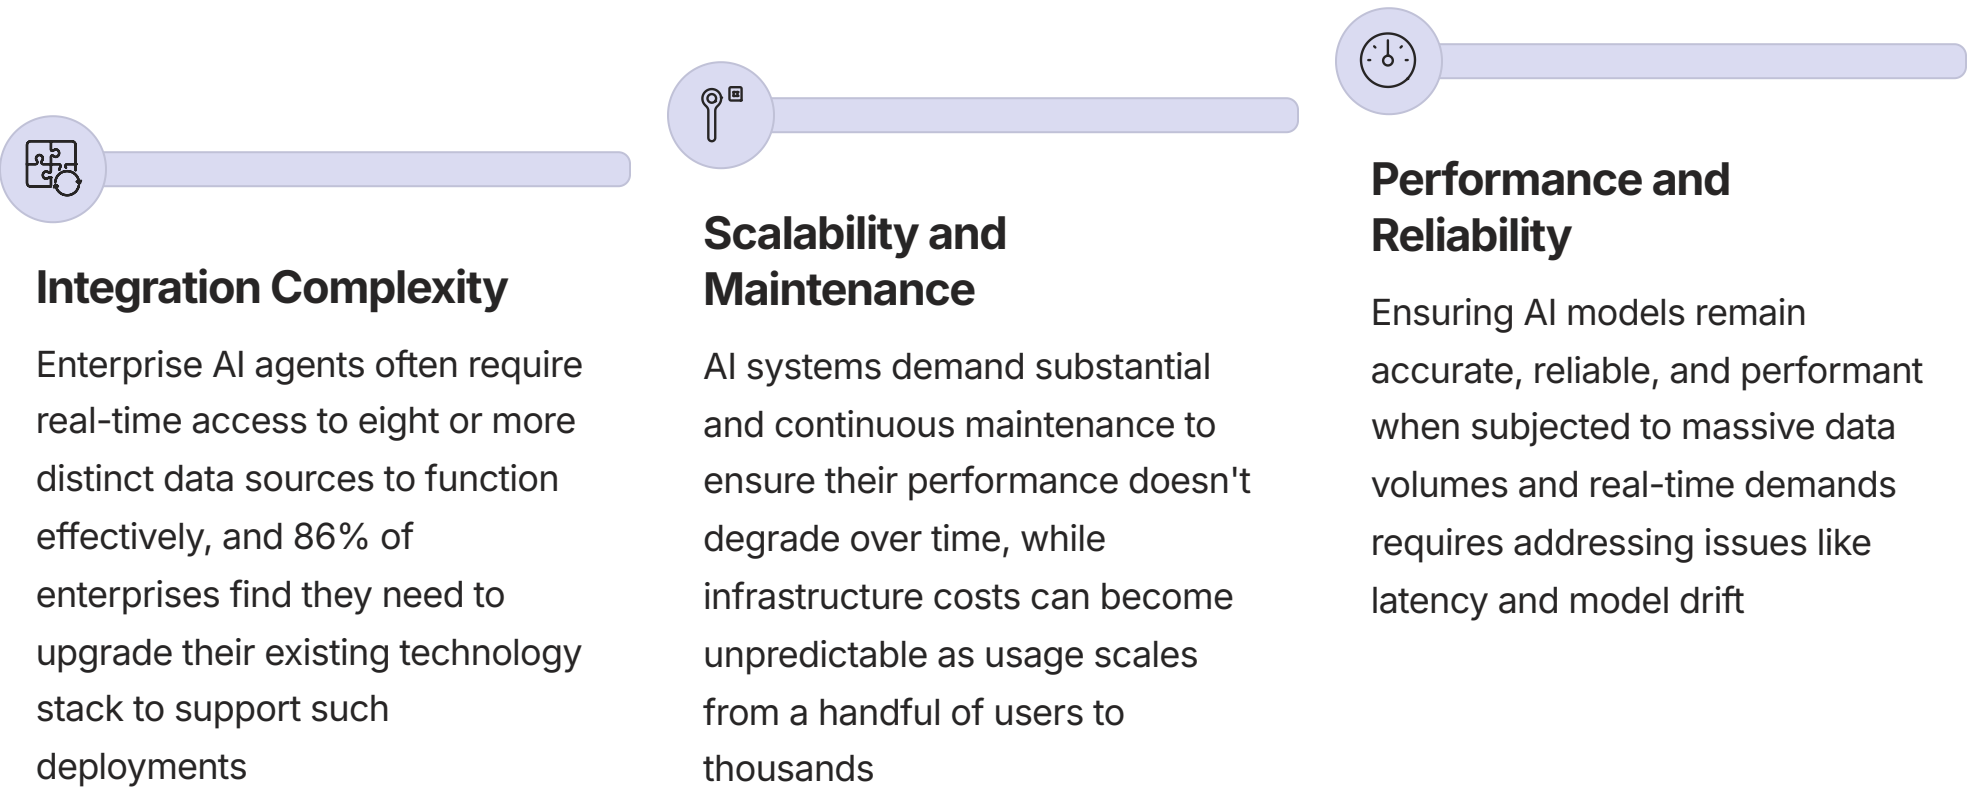 Integration Complexity
Enterprise AI agents often require
real-time access to eight or more
distinct data sources to function
effectively, and 86% of
enterprises find they need to
upgrade their existing technology
stack to support such
deployments
Scalability and
Maintenance
AI systems demand substantial
and continuous maintenance to
ensure their performance doesn't
degrade over time, while
infrastructure costs can become
unpredictable as usage scales
from a handful of users to
thousands
Performance and
Reliability
Ensuring AI models remain
accurate, reliable, and performant
when subjected to massive data
volumes and real-time demands
requires addressing issues like
latency and model drift